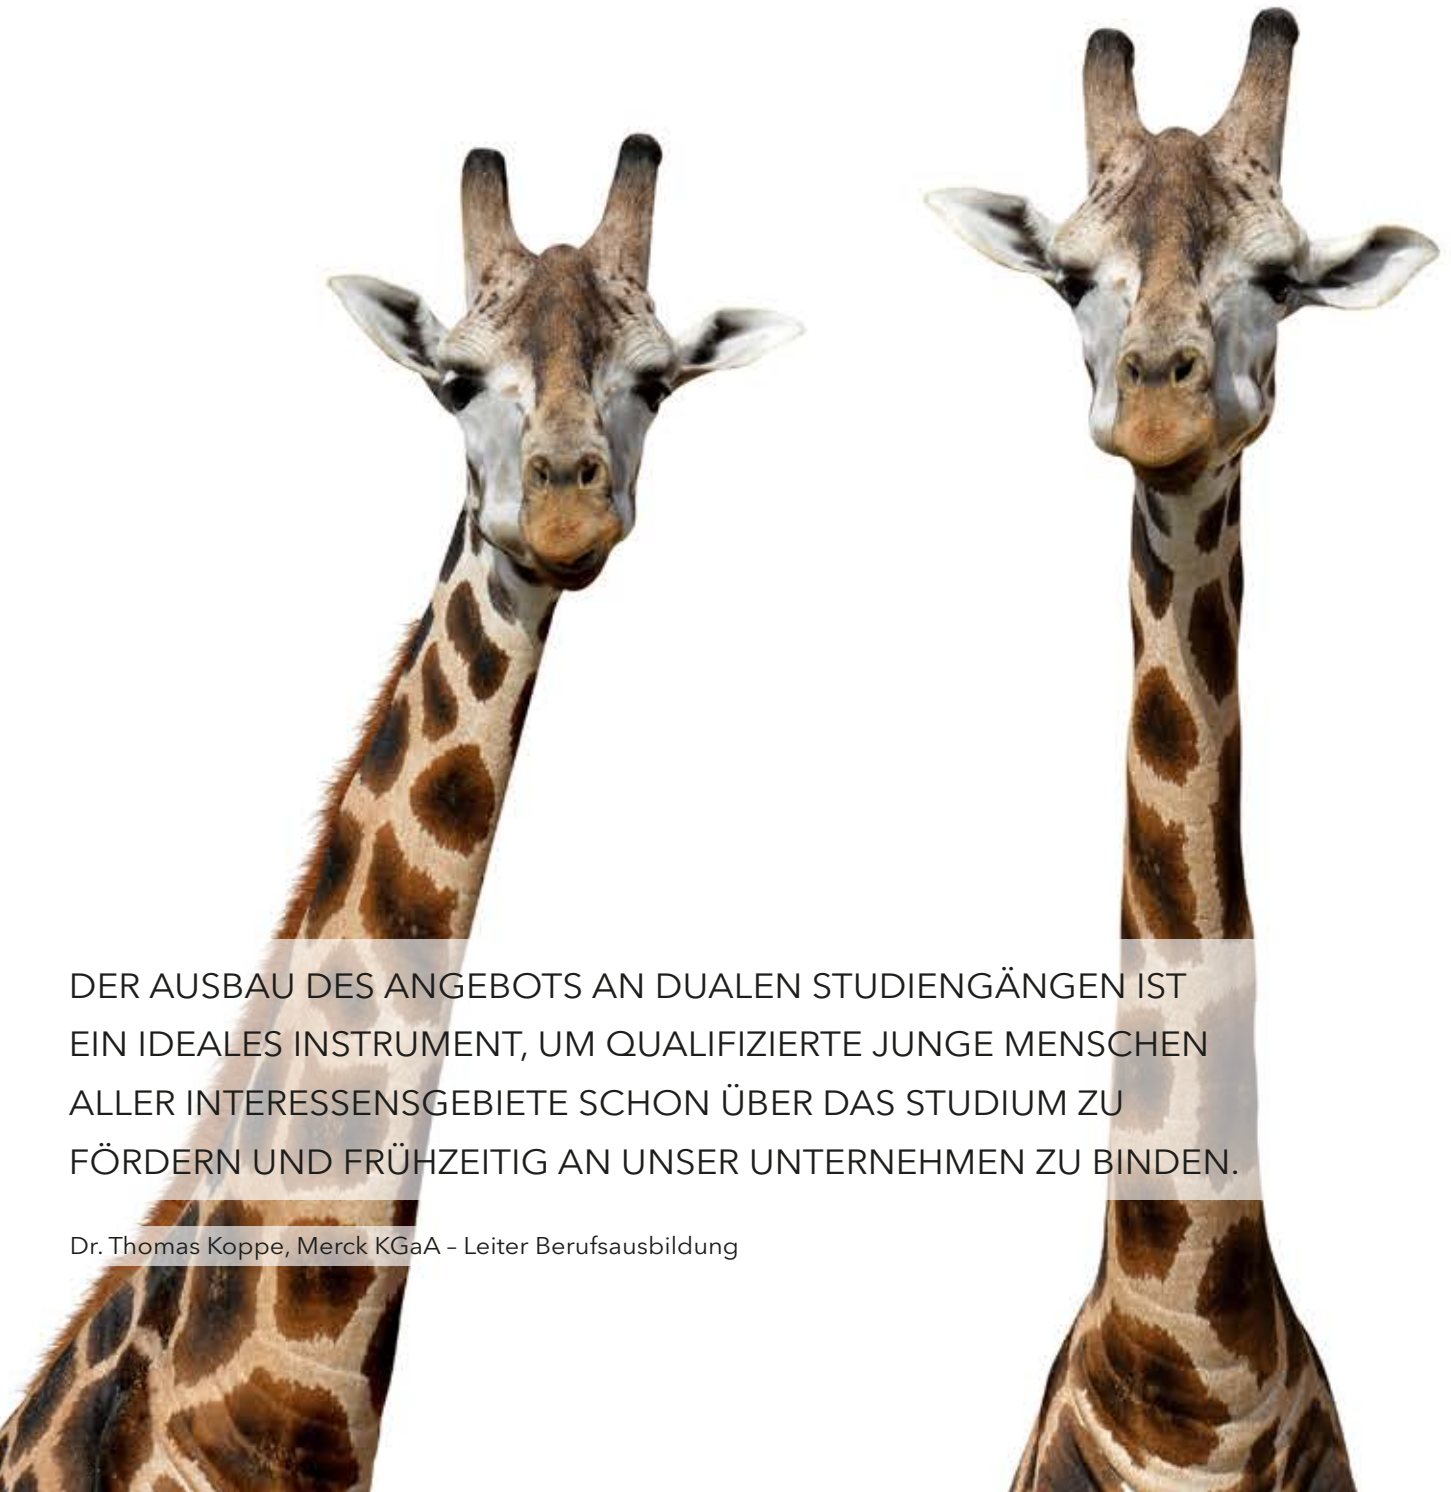 DER AUSBAU DES ANGEBOTS AN DUALEN STUDIENGÄNGEN IST
EIN IDEALES INSTRUMENT, UM QUALIFIZIERTE JUNGE MENSCHEN
ALLER INTERESSENSGEBIETE SCHON ÜBER DAS STUDIUM ZU
FÖRDERN UND FRÜHZEITIG AN UNSER UNTERNEHMEN ZU BINDEN.
Dr. Thomas Koppe, Merck KGaA – Leiter Berufsausbildung